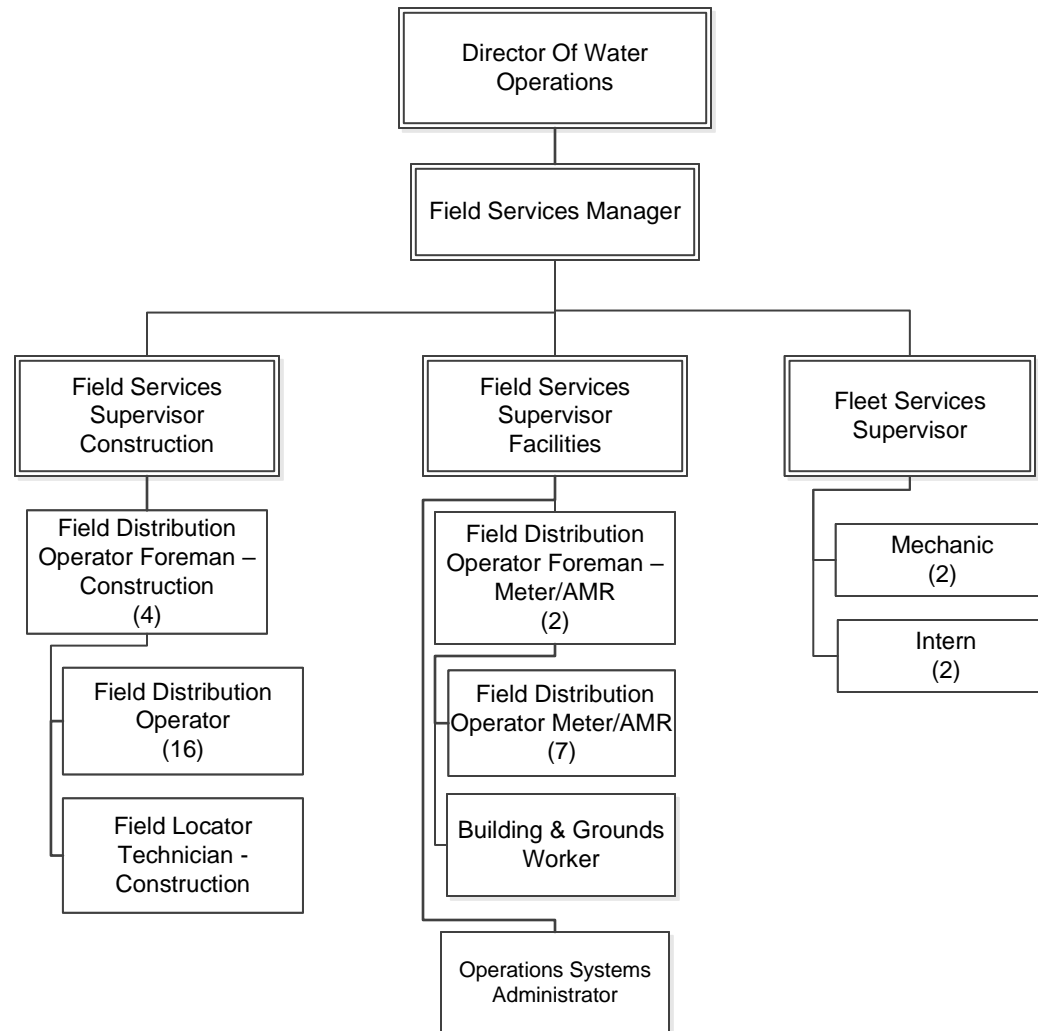 Director Of Water
Operations
Field Services Manager
Field Services
Supervisor
Construction
Field Services
Supervisor
Facilities
Fleet Services
Supervisor
Field Distribution
Operator Foreman –
Construction
(4)
Field Distribution
Operator
(16)
Field Locator
Technician -
Construction
Field Distribution
Operator Foreman –
Meter/AMR
(2)
Field Distribution
Operator Meter/AMR
(7)
Building & Grounds
Worker
Operations Systems
Administrator
Mechanic
(2)
Intern
(2)